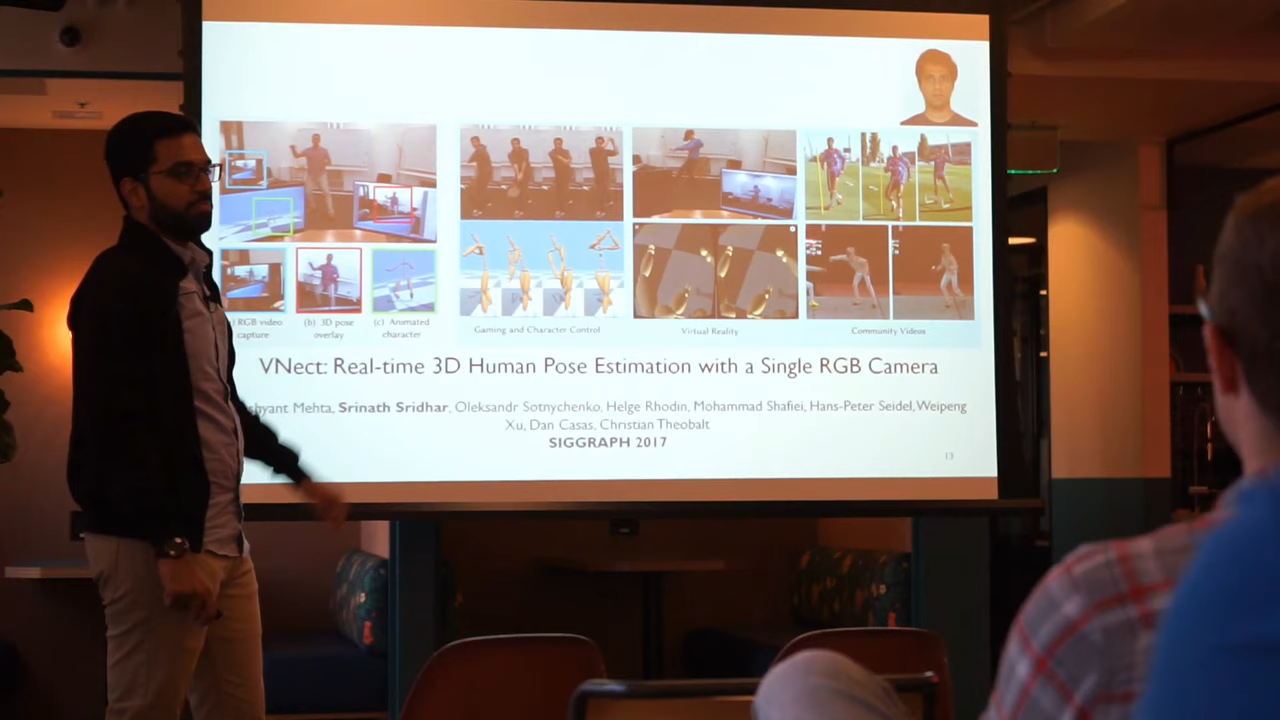 RGB video
capture
(b) 3D pose
overlay
(c) Animated
character
Gaming and Character Control
Virtual Reality
Community Videos
VNect: Real-time 3D Human Pose Estimation with a Single RGB Camera
Mehta, Srinath Sridhar, Oleksandr Sotnychenko, Helge Rhodin, Mohammad Shafiei, Hans-Peter Seidel, Weipeng
Xu, Dan Casas, Christian Theobalt
SIGGRAPH 2017
13